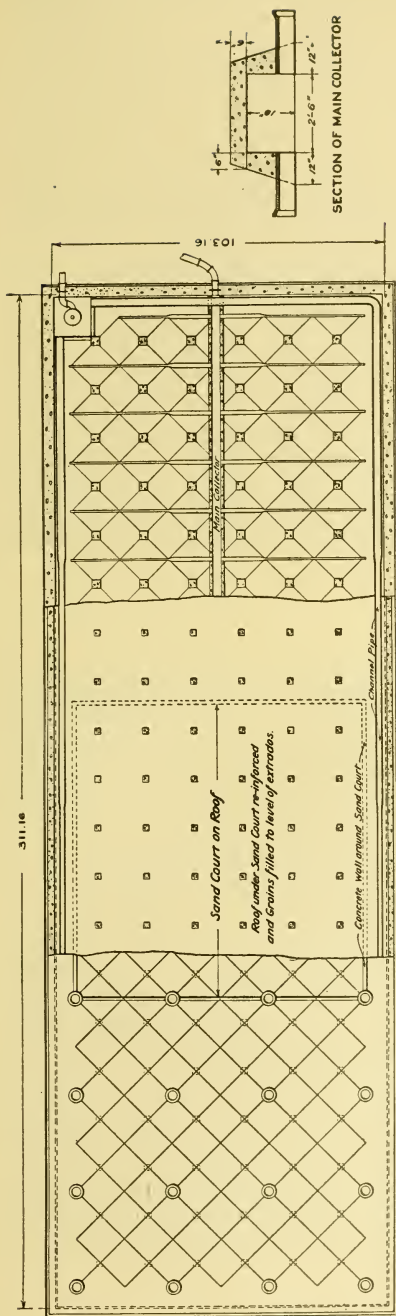 311.16
103.16
Main Collector
Sand Court on Roof
Roof under Sand Court re-inforced
and Groins filled to level of extrados.
Concrete Wall around Sand Court
Channel Pipe
6"
18"
12"
2'-6"
12"
SECTION OF MAIN COLLECTOR